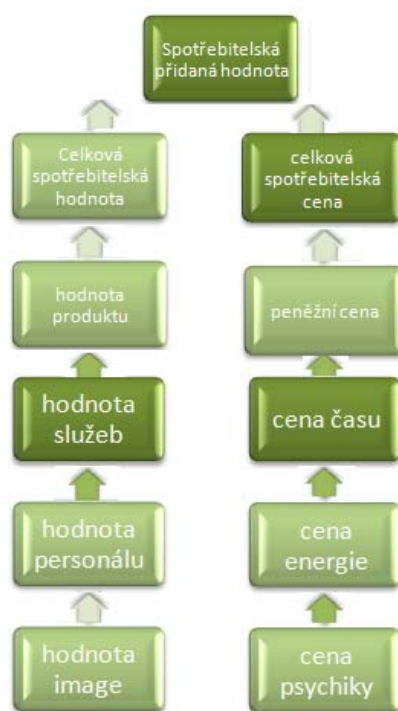 Spotřebitelská
přidaná hodnota
Celková
spotřebitelská
hodnota
celková
spotřebitelská
cena
hodnota
produktu
peněžní cena
hodnota
služeb
cena času
hodnota
personálu
cena
energie
hodnota
image
cena
psychiky